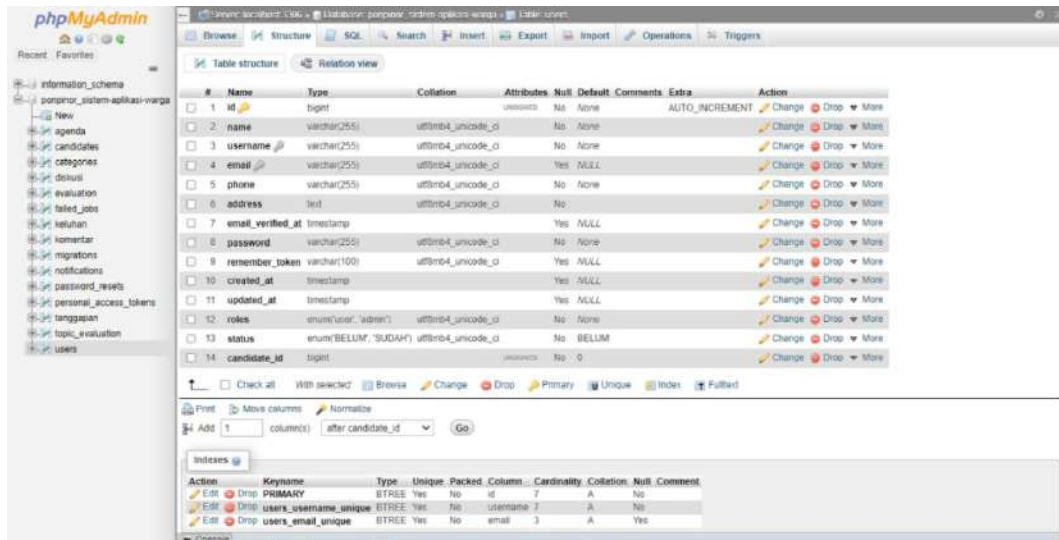 phpMyAdmin
Recent Favorites
information_schema
ponpinor_sistem-aplikasi-warga
New
agenda
candidates
categories
diskusi
evaluation
failed_jobs
keluhan
komentar
migrations
notifications
password_resets
personal_access_tokens
tanggapan
topic_evaluation
users
Server: localhost:3306 » Database: ponpinor_sistem-aplikasi-warga » Table: users
Browse Structure SQL Search Insert Export Import Operations Triggers
Table structure Relation view
# Name Type Collation Attributes Null Default Comments Extra Action
1 id bigint UNSIGNED No None AUTO_INCREMENT Change Drop More
2 name varchar(255) utf8mb4_unicode_ci No None Change Drop More
3 username varchar(255) utf8mb4_unicode_ci No None Change Drop More
4 email varchar(255) utf8mb4_unicode_ci Yes NULL Change Drop More
5 phone varchar(255) utf8mb4_unicode_ci No None Change Drop More
6 address text utf8mb4_unicode_ci No Change Drop More
7 email_verified_at timestamp Yes NULL Change Drop More
8 password varchar(255) utf8mb4_unicode_ci No None Change Drop More
9 remember_token varchar(100) utf8mb4_unicode_ci Yes NULL Change Drop More
10 created_at timestamp Yes NULL Change Drop More
11 updated_at timestamp Yes NULL Change Drop More
12 roles enum('user', 'admin') utf8mb4_unicode_ci No None Change Drop More
13 status enum('BELUM', 'SUDAH') utf8mb4_unicode_ci No BELUM Change Drop More
14 candidate_id bigint UNSIGNED No 0 Change Drop More
Check all With selected: Browse Change Drop Primary Unique Index Fulltext
Print Move columns Normalize
Add 1 column(s) after candidate_id Go
Indexes
Action Keyname Type Unique Packed Column Cardinality Collation Null Comment
Edit Drop PRIMARY BTREE Yes No id 7 A No
Edit Drop users_username_unique BTREE Yes No username 7 A No
Edit Drop users_email_unique BTREE Yes No email 3 A Yes
Console